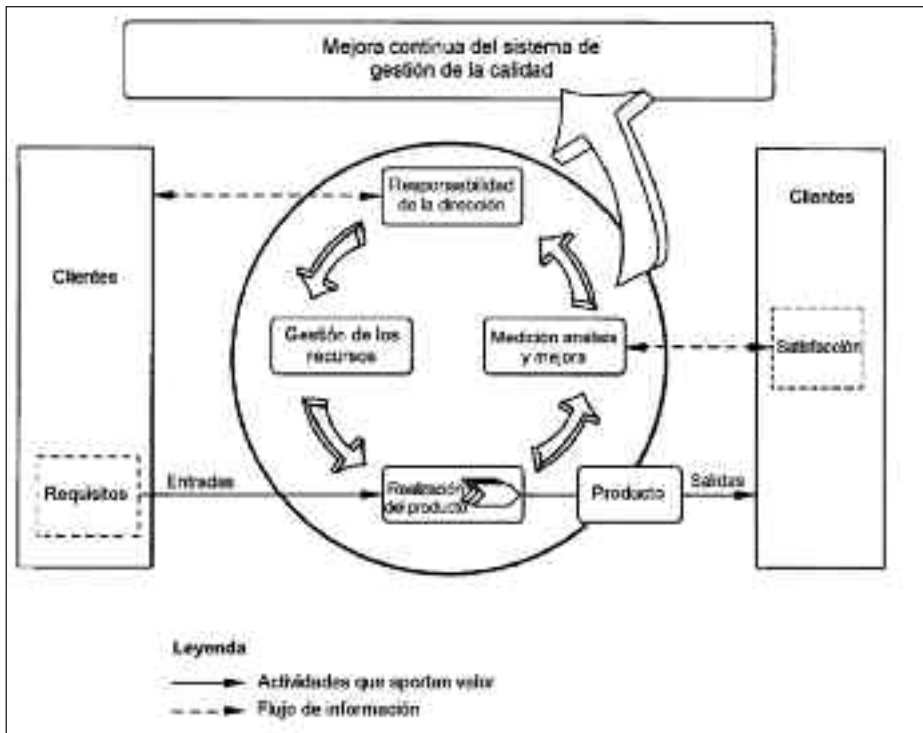 Mejora continua del sistema de
gestión de la calidad
Responsabilidad
de la dirección
Clientes
Clientes
Gestión de los
recursos
Medición analisis
y mejora
Satisfacción
Requisitos
Entradas
Realización
del producto
Producto
Salidas
Leyenda
Actividades que aportan valor
Flujo de información